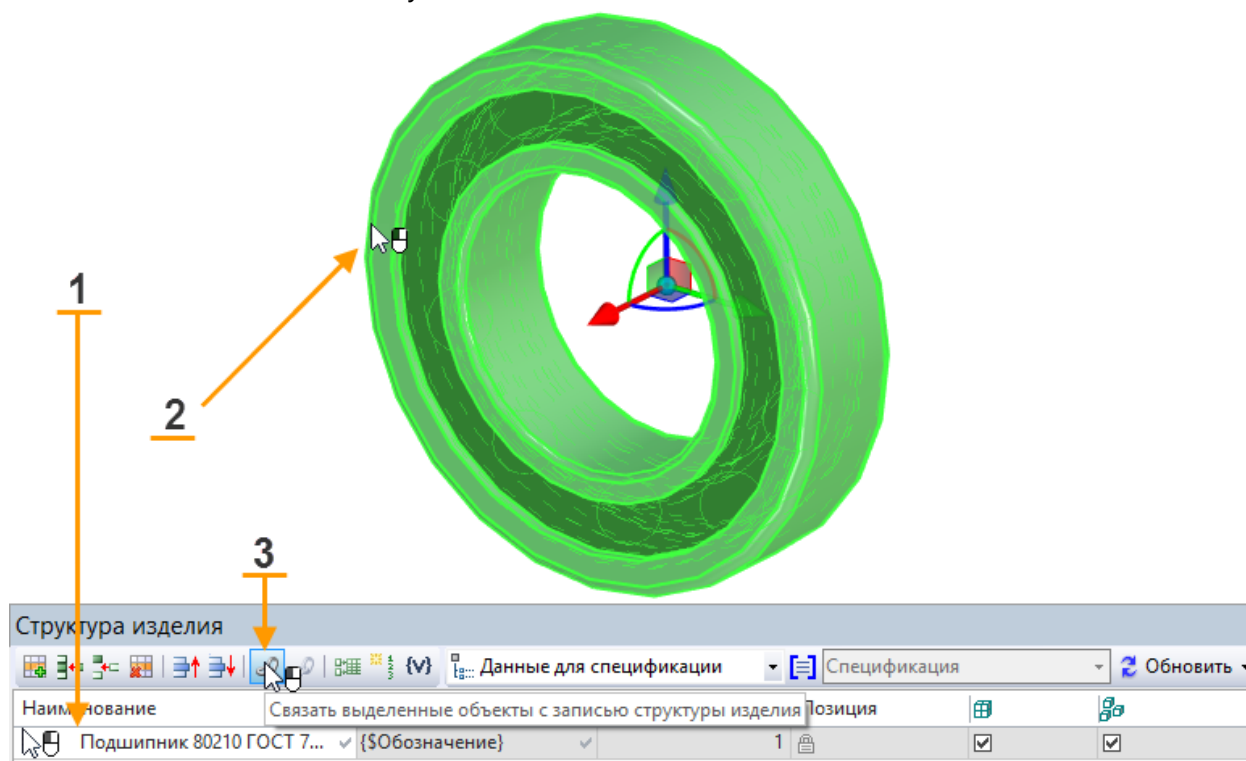 1
2
3
Структура изделия
{v} Данные для спецификации Спецификация Обновить
Связать выделенные объекты с записью структуры изделия Позиция
Подшипник 80210 ГОСТ 7... {$Обозначение} 1